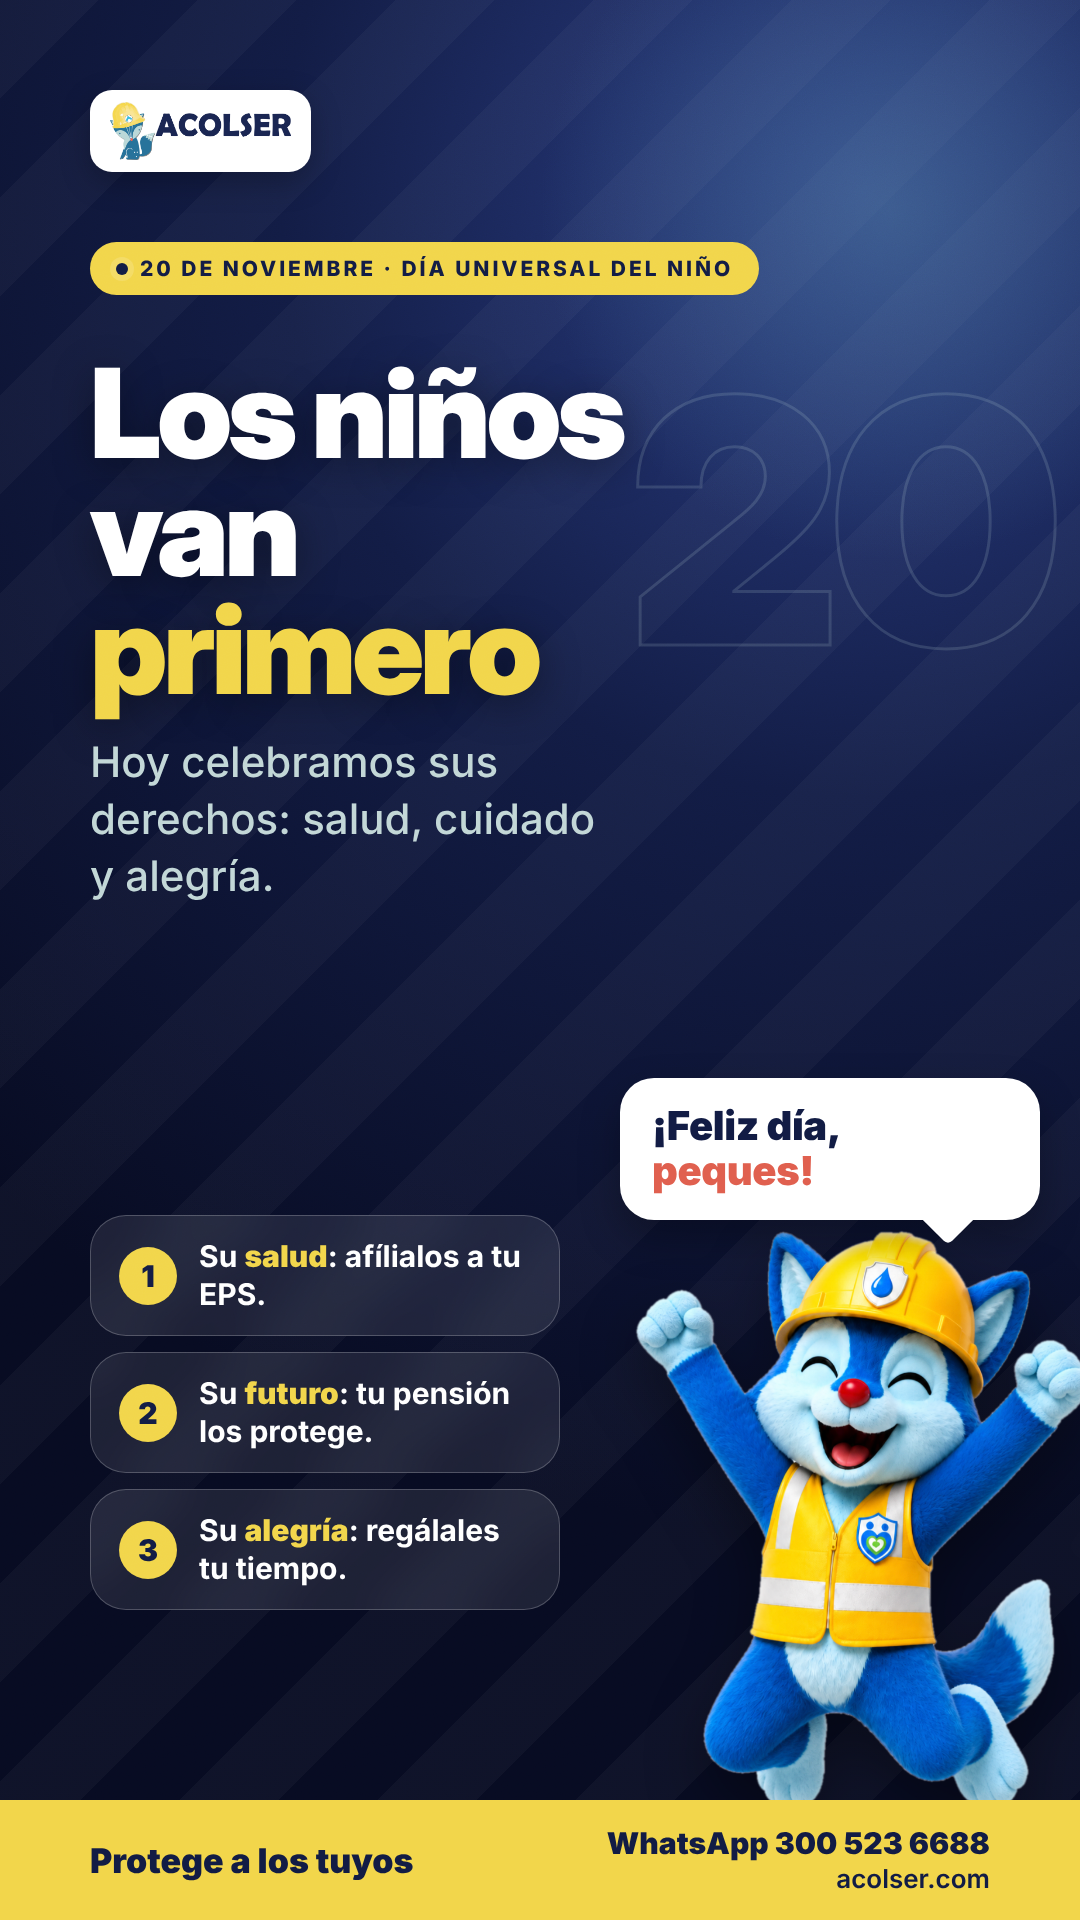 ACOLSER
20 DE NOVIEMBRE · DÍA UNIVERSAL DEL NIÑO
Los niños
van
primero
20
Hoy celebramos sus
derechos: salud, cuidado
y alegría.
¡Feliz día,
peques!
1
Su salud: afílialos a tu
EPS.
2
Su futuro: tu pensión
los protege.
3
Su alegría: regálales
tu tiempo.
Protege a los tuyos
WhatsApp 300 523 6688
acolser.com